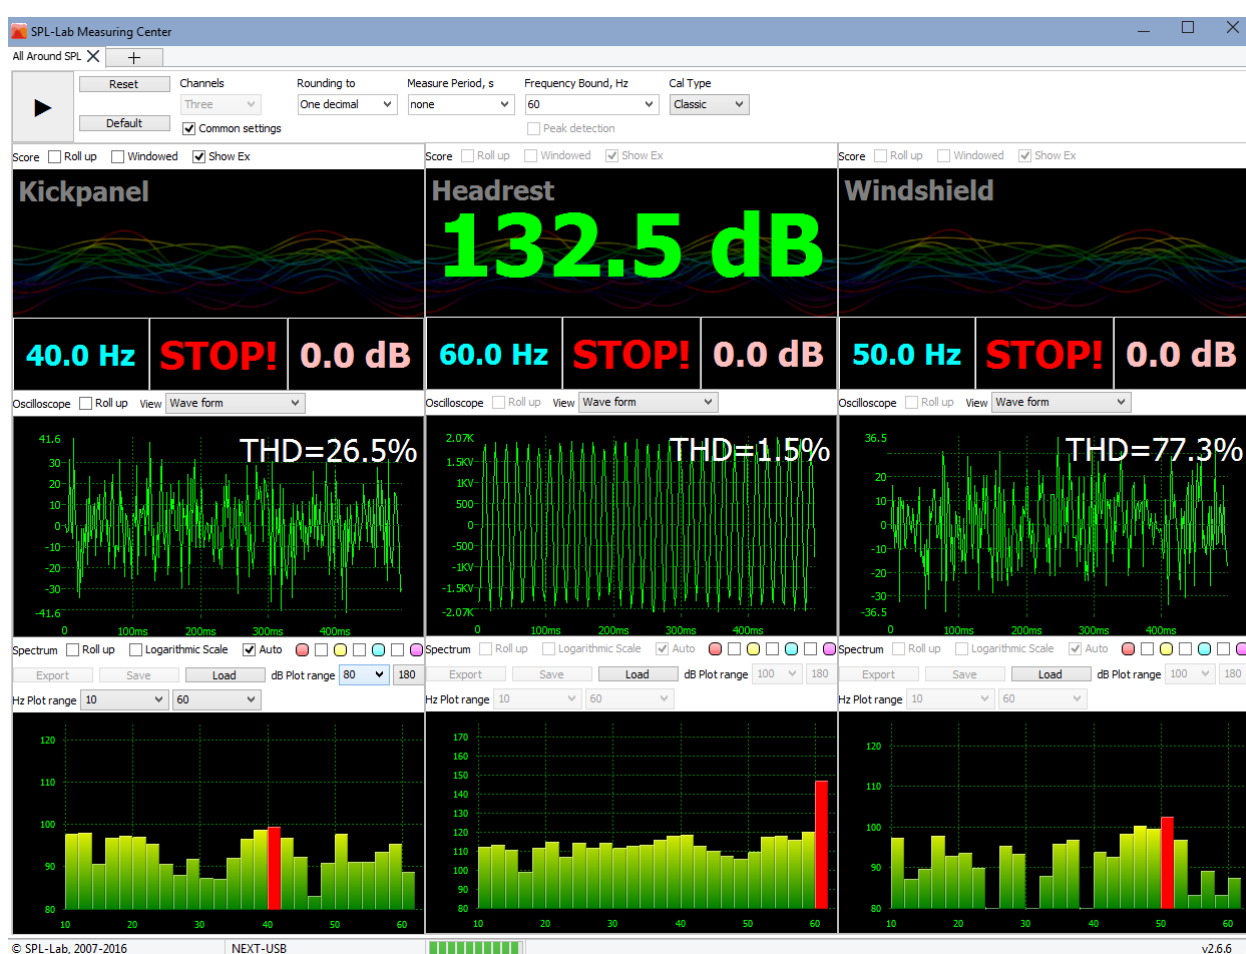 SPL-Lab Measuring Center
All Around SPL
Reset Channels Rounding to Measure Period, s Frequency Bound, Hz Cal Type
Three One decimal none 60 Classic
Default Common settings Peak detection
Score Roll up Windowed Show Ex Score Roll up Windowed Show Ex Score Roll up Windowed Show Ex
Kickpanel Headrest Windshield
132.5 dB
40.0 Hz STOP! 0.0 dB 60.0 Hz STOP! 0.0 dB 50.0 Hz STOP! 0.0 dB
Oscilloscope Roll up View Wave form Oscilloscope Roll up View Wave form Oscilloscope Roll up View Wave form
THD=26.5% THD=1.5% THD=77.3%
41.6 2.07K 36.5
30 1.5KV
20 1KV 20
10 500 10
0 0 0
-10 -500 -10
-20 -1KV -20
-30 -1.5KV -30
-41.6 -2.07K -36.5
0 100ms 200ms 300ms 400ms 0 100ms 200ms 300ms 400ms 0 100ms 200ms 300ms 400ms
Spectrum Roll up Logarithmic Scale Auto Spectrum Roll up Logarithmic Scale Auto Spectrum Roll up Logarithmic Scale Auto
Export Save Load dB Plot range 80 180 Export Save Load dB Plot range 100 180 Export Save Load dB Plot range 100 180
Hz Plot range 10 60 Hz Plot range 10 60 Hz Plot range 10 60
120 170 120
160
110 150 110
140
100 130 100
120
90 110 90
100
90
80 80 80
10 20 30 40 50 60 10 20 30 40 50 60 10 20 30 40 50 60
© SPL-Lab, 2007-2016 NEXT-USB v2.6.6